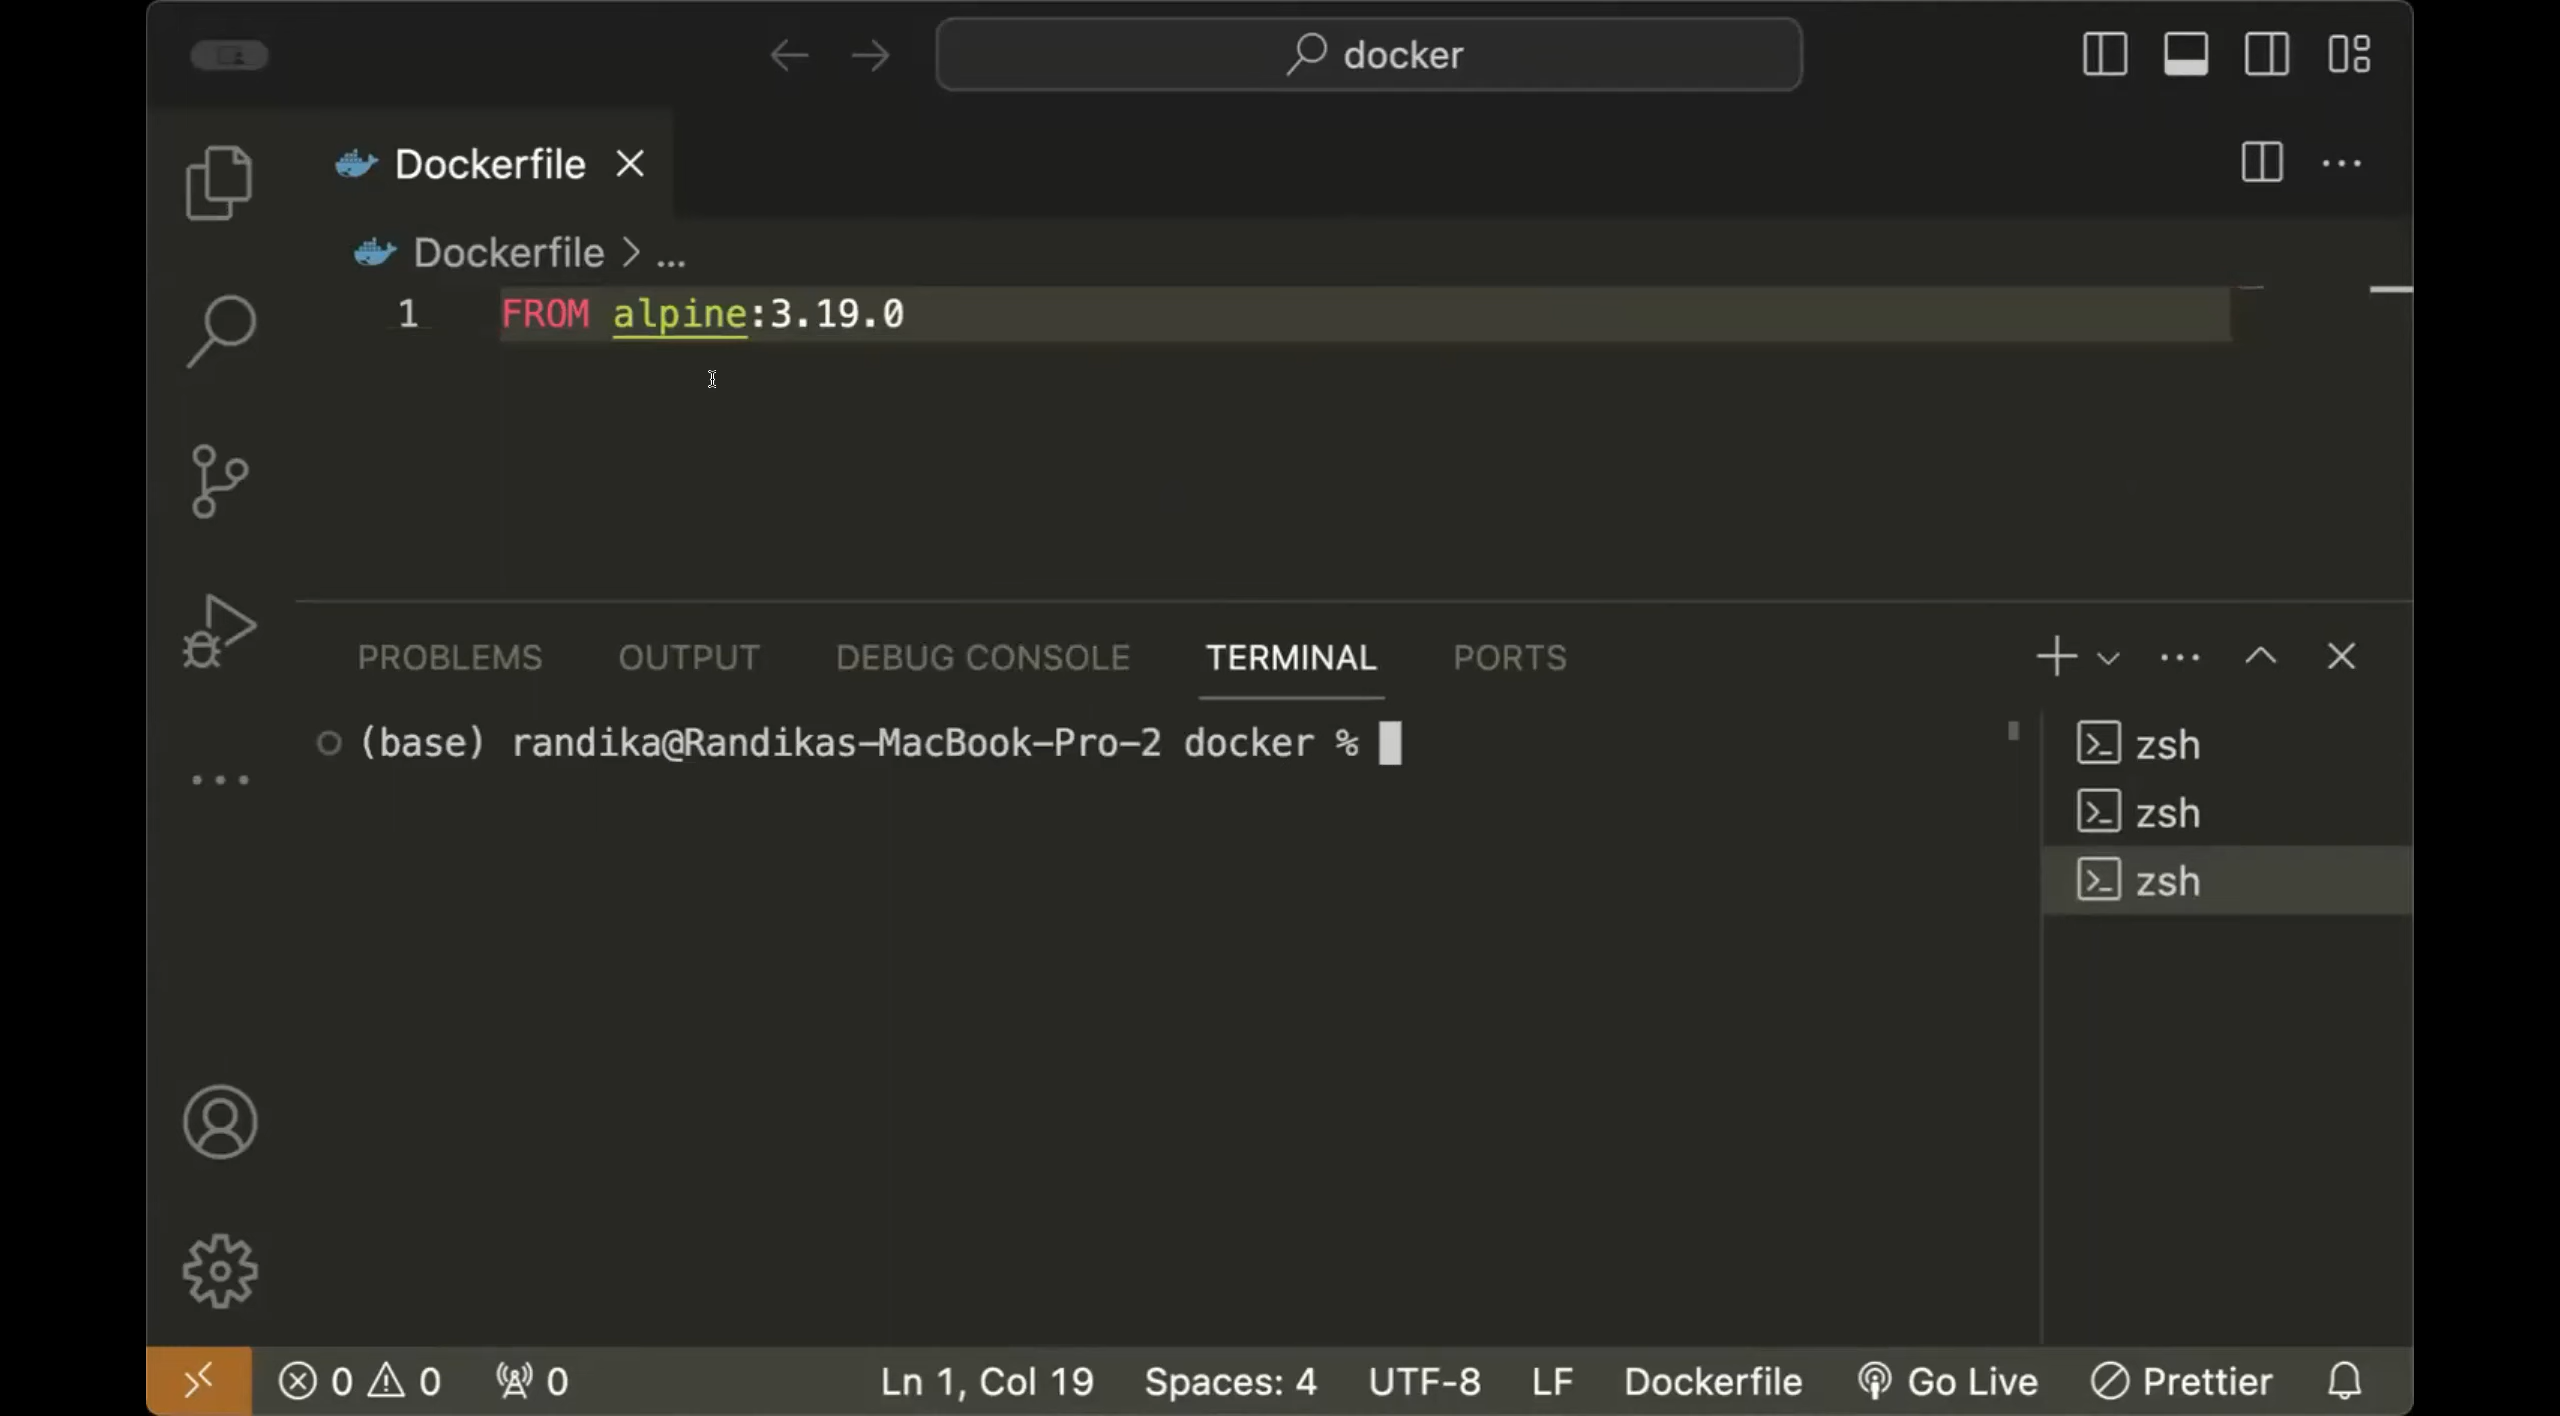 docker
Dockerfile
Dockerfile > ...
1 FROM alpine:3.19.0
PROBLEMS OUTPUT DEBUG CONSOLE TERMINAL PORTS
(base) randika@Randikas-MacBook-Pro-2 docker %
zsh
zsh
zsh
0 0 0 Ln 1, Col 19 Spaces: 4 UTF-8 LF Dockerfile Go Live Prettier